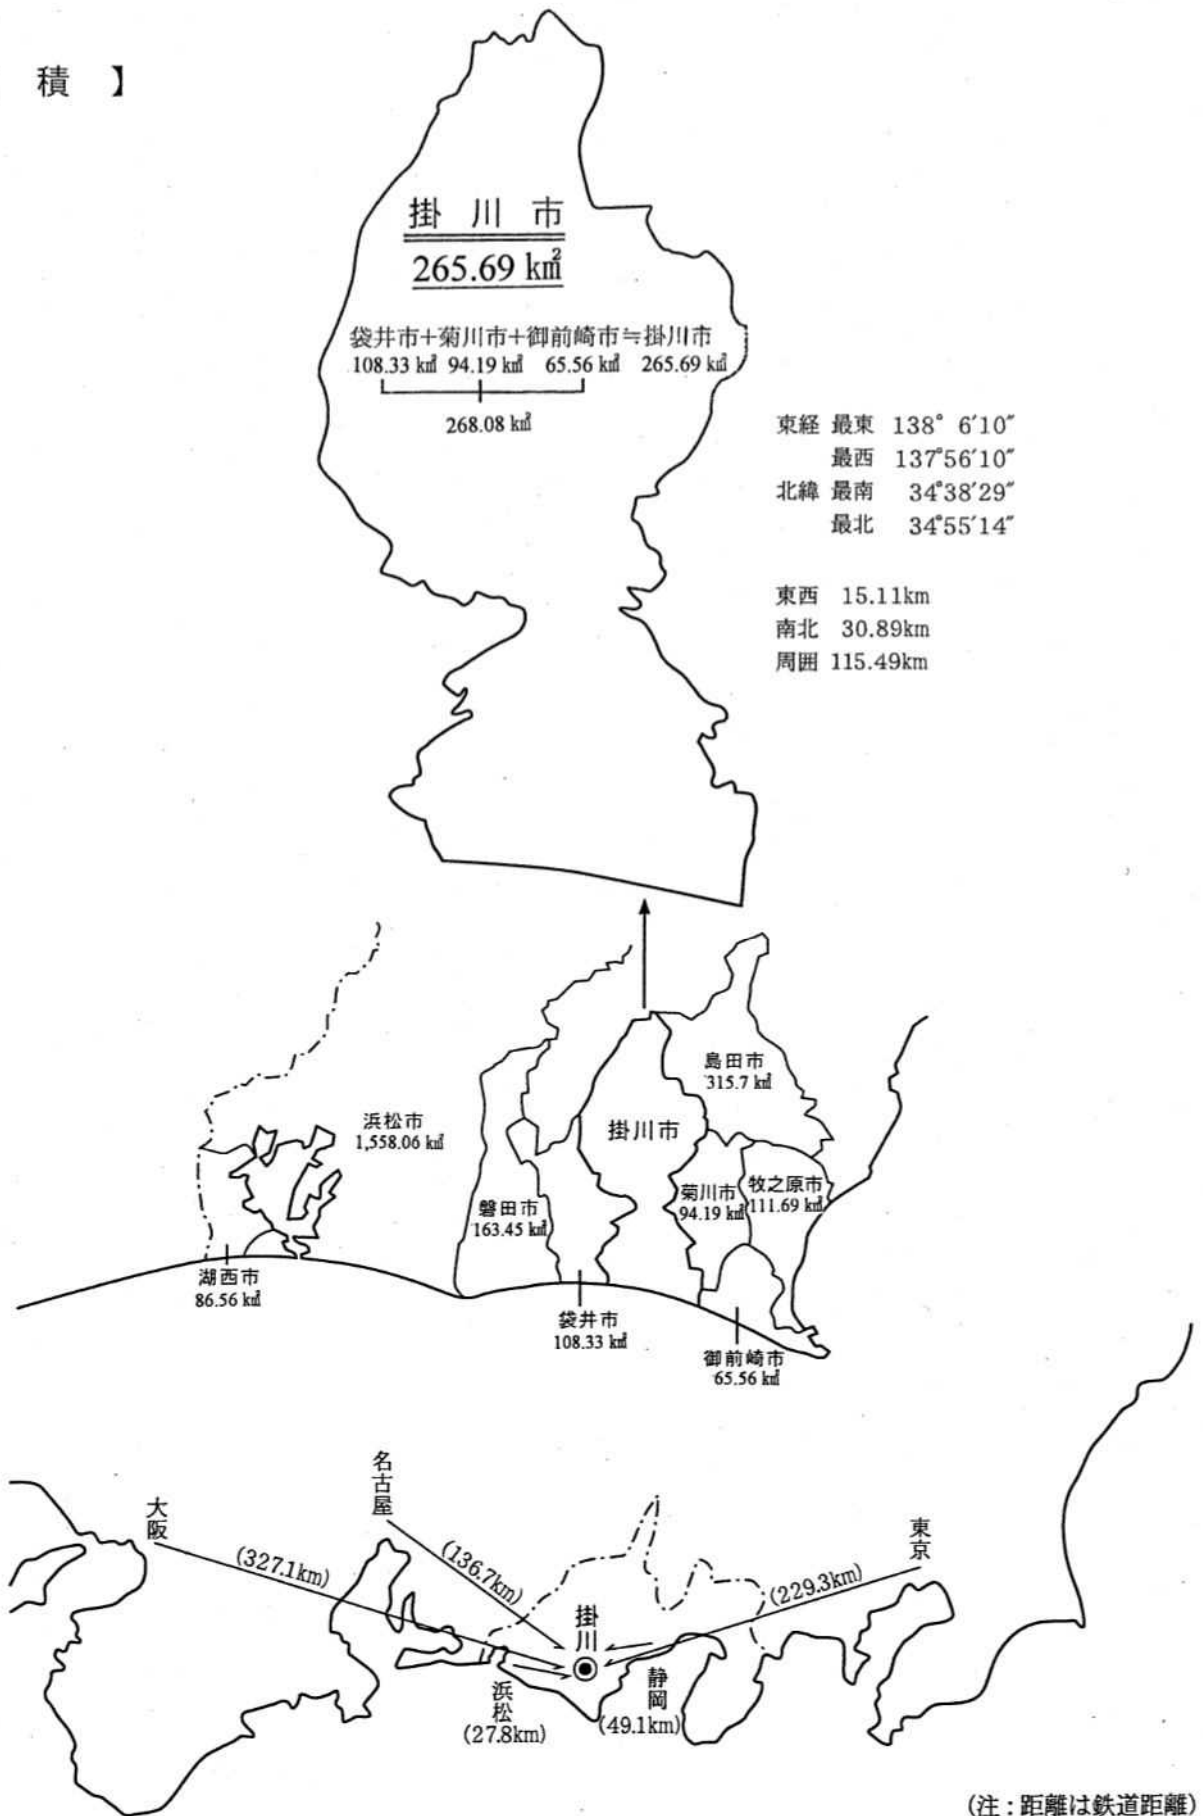 積 】
掛川市
265.69 ㎢
袋井市+菊川市+御前崎市≒掛川市
108.33 ㎢ 94.19 ㎢ 65.56 ㎢ 265.69 ㎢
268.08 ㎢
東経 最東 138° 6′10″
最西 137°56′10″
北緯 最南 34°38′29″
最北 34°55′14″
東西 15.11km
南北 30.89km
周囲 115.49km
島田市
315.7 ㎢
浜松市
1,558.06 ㎢
掛川市
磐田市
163.45 ㎢
菊川市
94.19 ㎢
牧之原市
111.69 ㎢
湖西市
86.56 ㎢
袋井市
108.33 ㎢
御前崎市
65.56 ㎢
大阪
(327.1km)
名古屋
(136.7km)
東京
(229.3km)
掛川
浜松
(27.8km)
静岡
(49.1km)
(注:距離は鉄道距離)